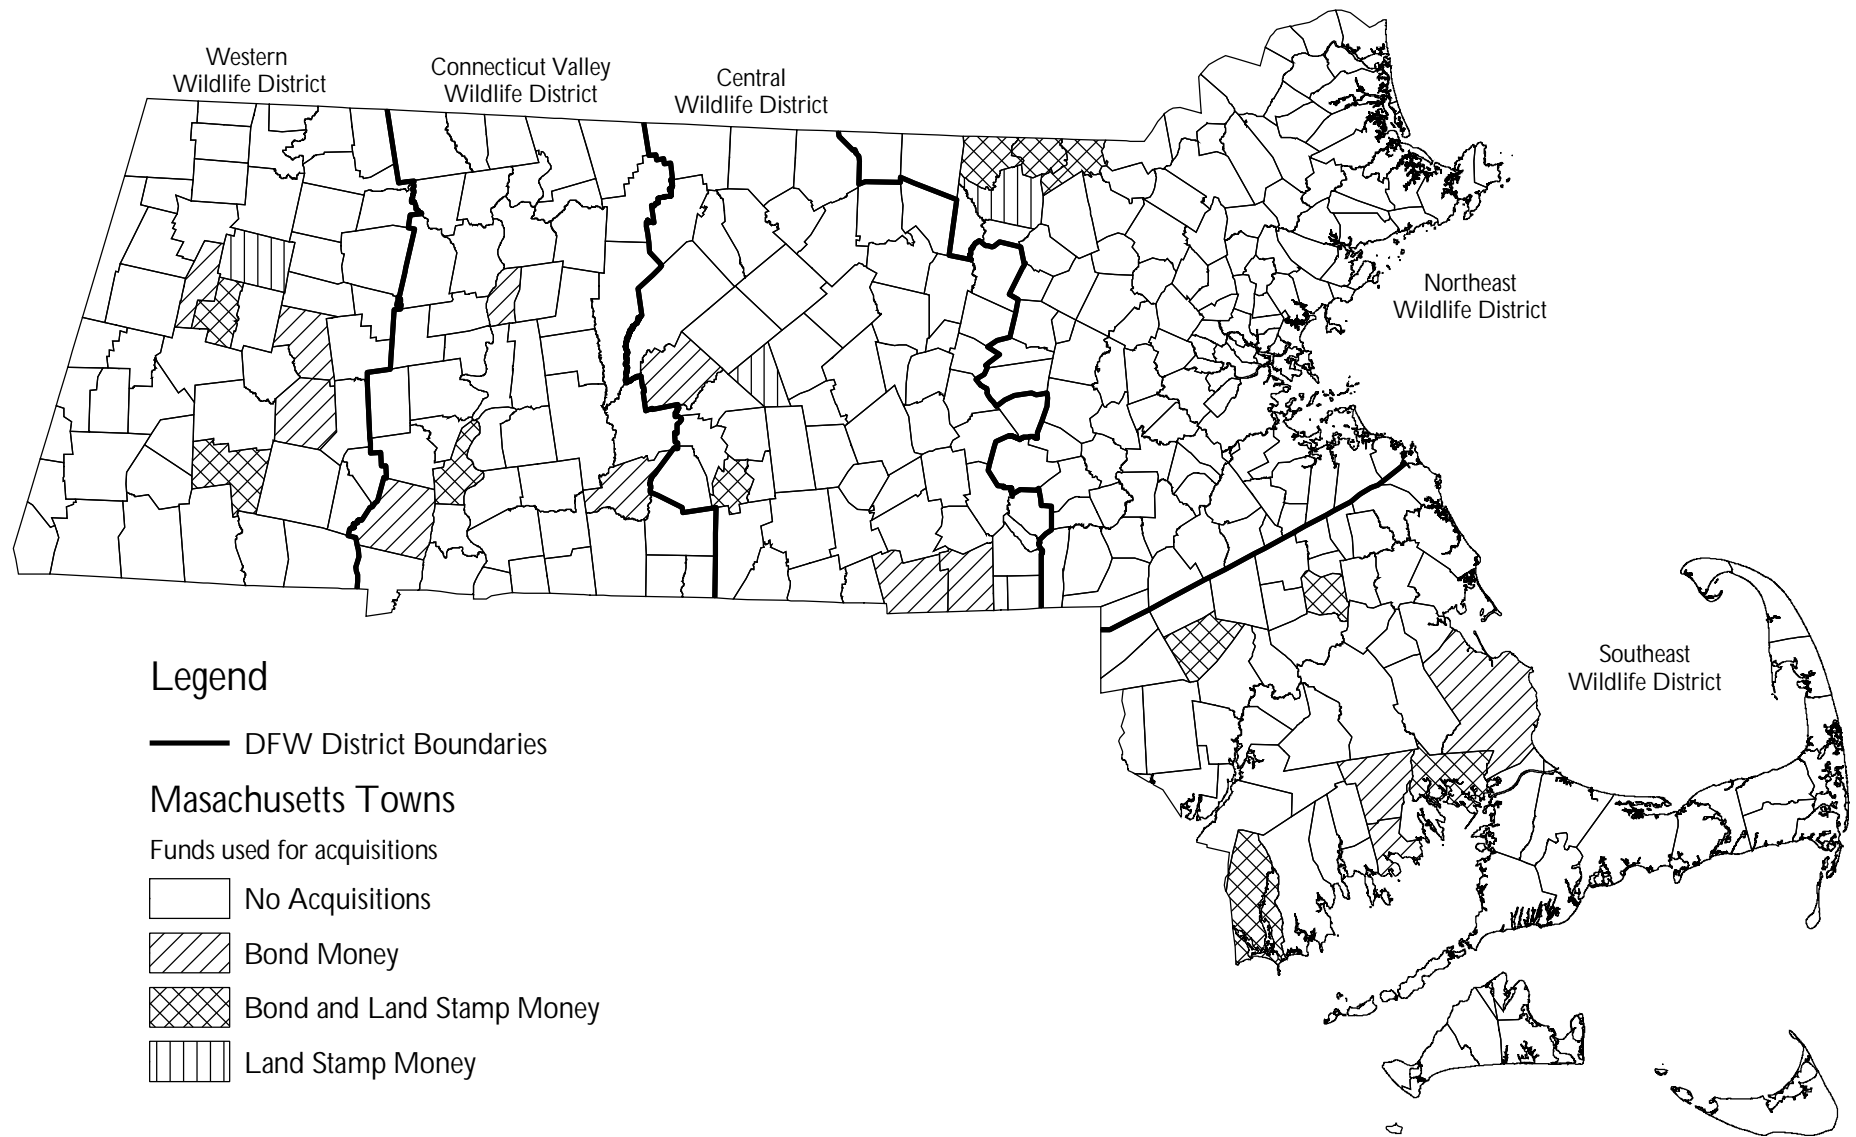 Western
Wildlife District
Connecticut Valley
Wildlife District
Central
Wildlife District
Northeast
Wildlife District
Southeast
Wildlife District
Legend
DFW District Boundaries
Masachusetts Towns
Funds used for acquisitions
No Acquisitions
Bond Money
Bond and Land Stamp Money
Land Stamp Money